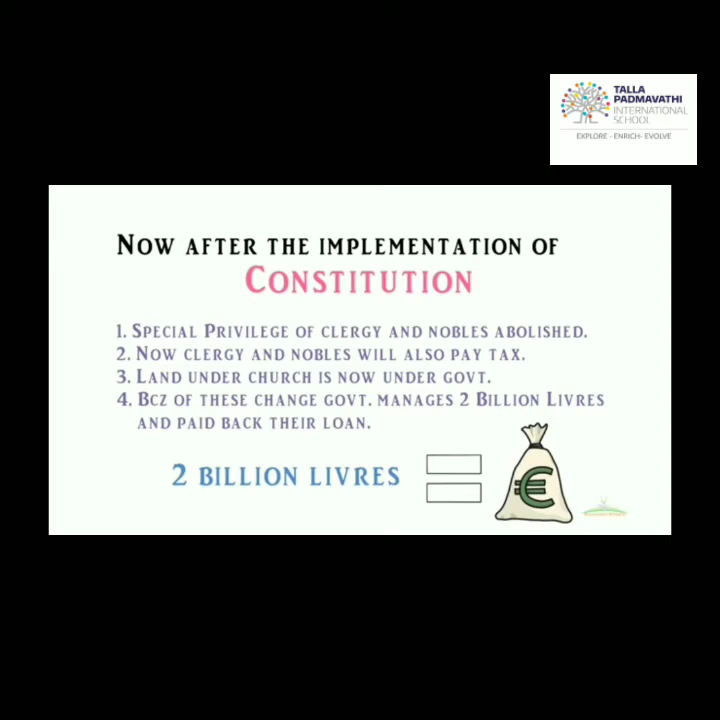 TALLA
PADMAVATHI
INTERNATIONAL
SCHOOL
EXPLORE - ENRICH- EVOLVE
NOW AFTER THE IMPLEMENTATION OF
CONSTITUTION
1. SPECIAL PRIVILEGE OF CLERGY AND NOBLES ABOLISHED.
2. NOW CLERGY AND NOBLES WILL ALSO PAY TAX.
3. LAND UNDER CHURCH IS NOW UNDER GOVT.
4. BCZ OF THESE CHANGE GOVT. MANAGES 2 BILLION LIVRES
AND PAID BACK THEIR LOAN.
2 BILLION LIVRES
€